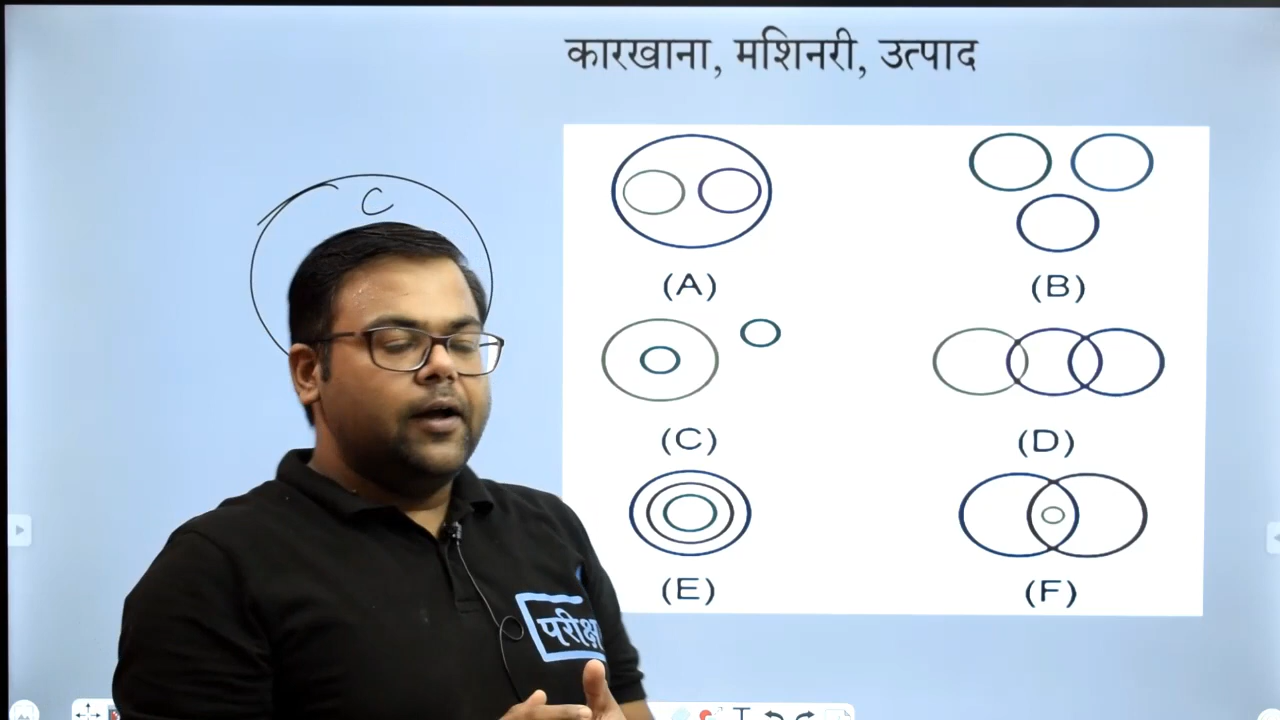 कारखाना, मशिनरी, उत्पाद
C
(A)
(B)
(C)
(D)
(E)
(F)
परीक्षा
T